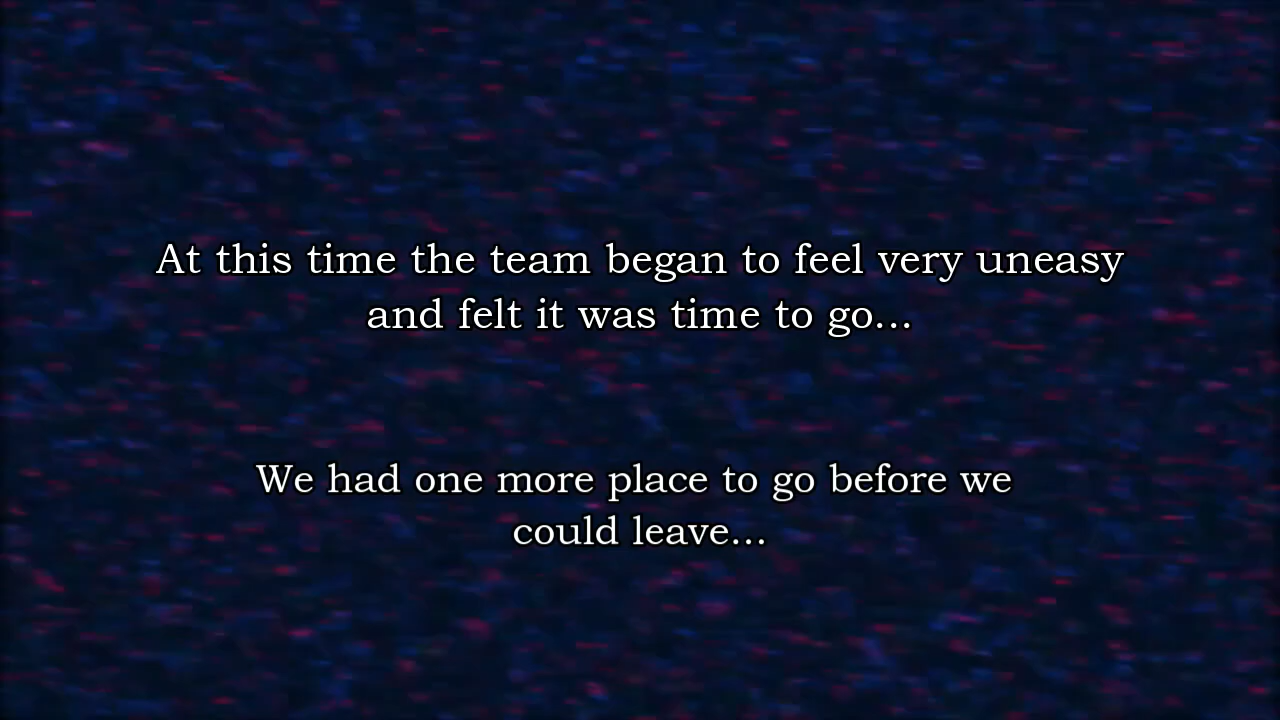 At this time the team began to feel very uneasy
and felt it was time to go...
We had one more place to go before we
could leave...